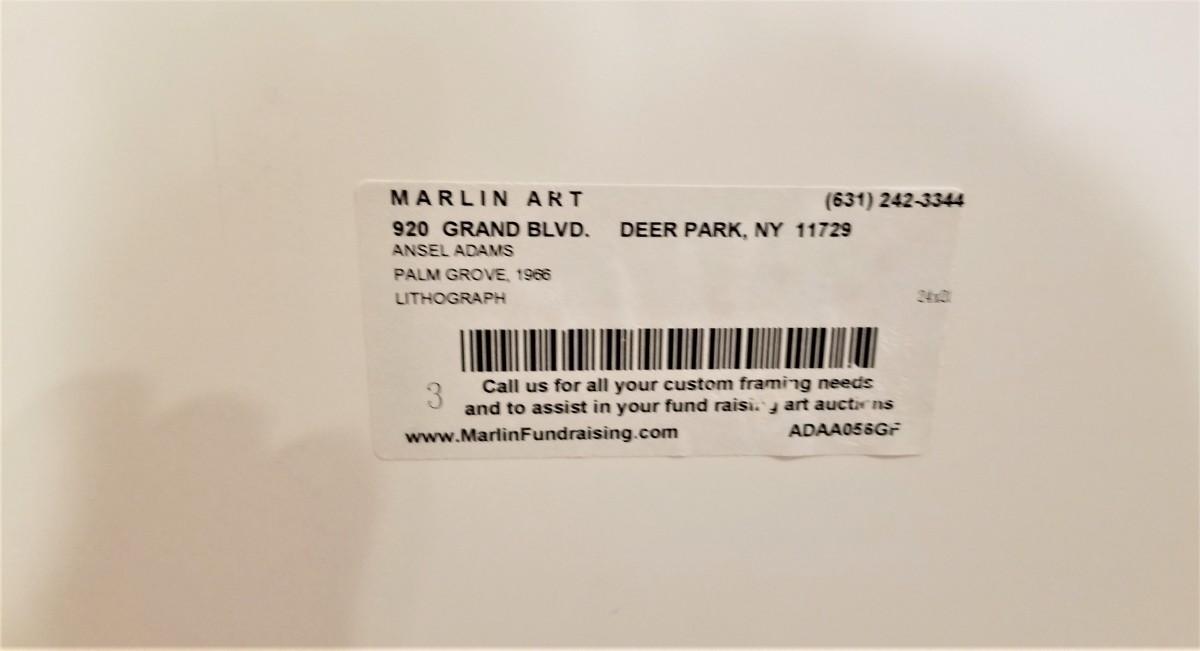 MARLIN ART (631) 242-3344
920 GRAND BLVD. DEER PARK, NY 11729
ANSEL ADAMS
PALM GROVE, 1966
LITHOGRAPH
3
Call us for all your custom framing needs
and to assist in your fund raising art auctions
www.MarlinFundraising.com ADAA056GF